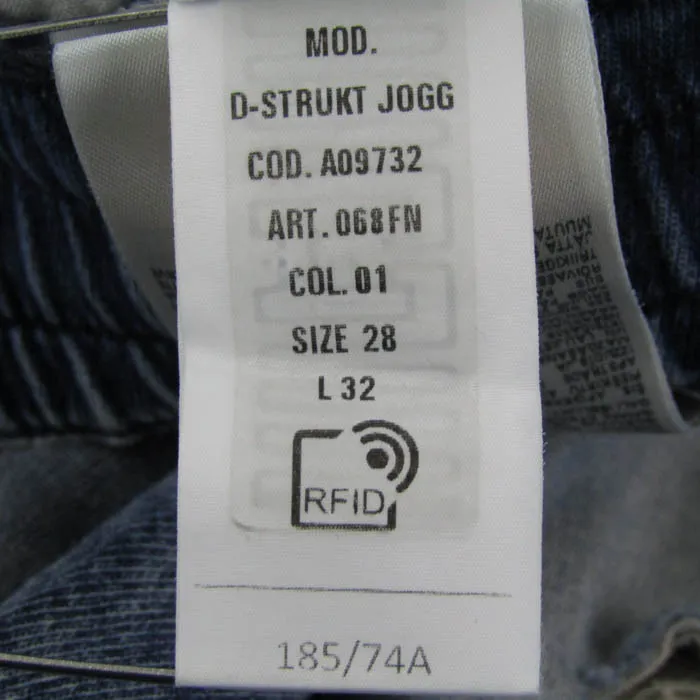 MOD.
D-STRUKT JOGG
COD. A09732
ART. 068FN
COL. 01
SIZE 28
L 32
RFID
185/74A